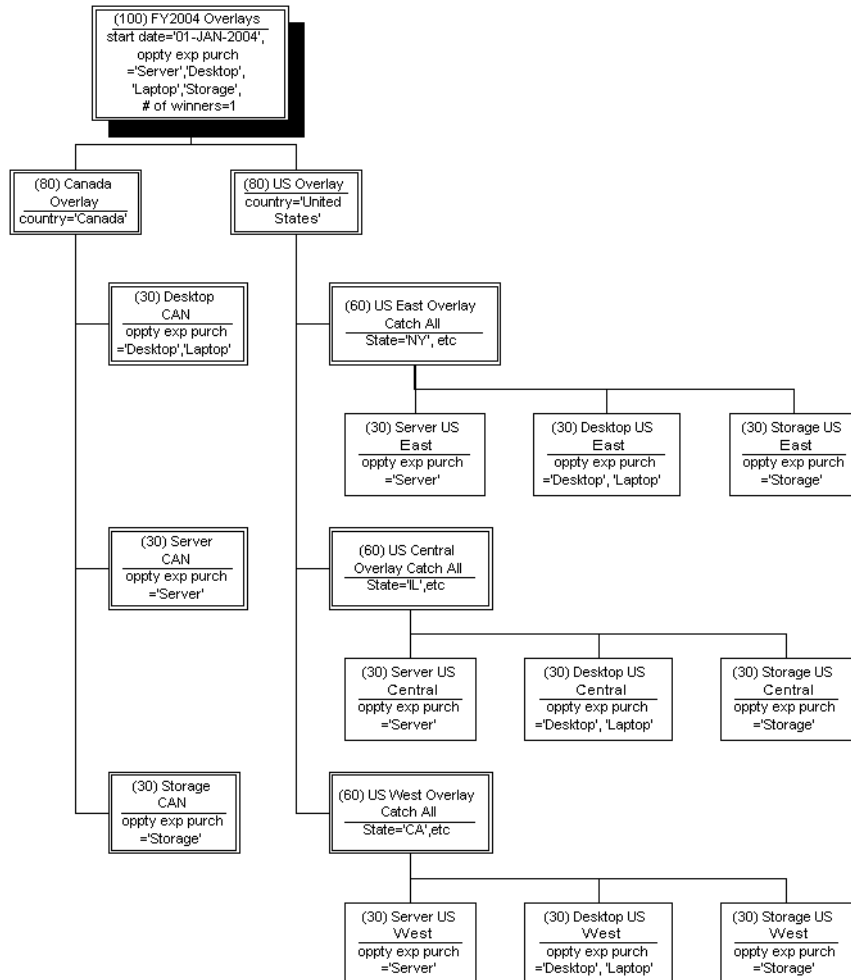 (100) FY2004 Overlays
start date='01-JAN-2004',
oppty exp purch
='Server','Desktop',
'Laptop','Storage',
# of winners=1
(80) Canada
Overlay
country='Canada'
(80) US Overlay
country='United
States'
(30) Desktop
CAN
oppty exp purch
='Desktop','Laptop'
(60) US East Overlay
Catch All
State='NY', etc
(30) Server US
East
oppty exp purch
='Server'
(30) Desktop US
East
oppty exp purch
='Desktop', 'Laptop'
(30) Storage US
East
oppty exp purch
='Storage'
(30) Server
CAN
oppty exp purch
='Server'
(60) US Central
Overlay Catch All
State='IL',etc
(30) Server US
Central
oppty exp purch
='Server'
(30) Desktop US
Central
oppty exp purch
='Desktop', 'Laptop'
(30) Storage US
Central
oppty exp purch
='Storage'
(30) Storage
CAN
oppty exp purch
='Storage'
(60) US West Overlay
Catch All
State='CA',etc
(30) Server US
West
oppty exp purch
='Server'
(30) Desktop US
West
oppty exp purch
='Desktop', 'Laptop'
(30) Storage US
West
oppty exp purch
='Storage'